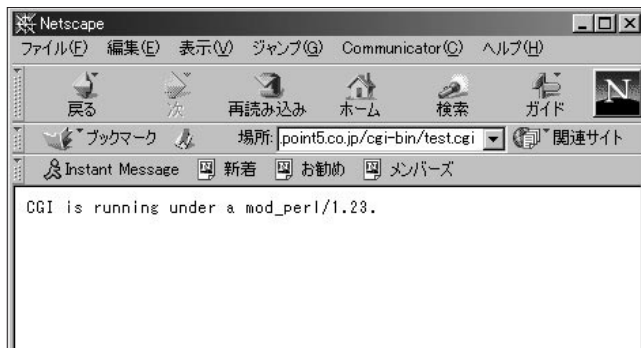 Netscape
ファイル(F) 編集(E) 表示(V) ジャンプ(G) Communicator(C) ヘルプ(H)
戻る 次 再読み込み ホーム 検索 ガイド N
ブックマーク 場所: .point5.co.jp/cgi-bin/test.cgi 関連サイト
Instant Message 新着 お勧め メンバーズ
CGI is running under a mod_perl/1.23.